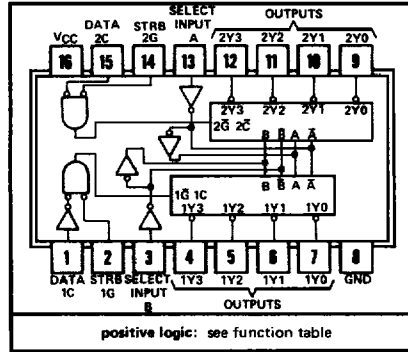 SELECT
DATA STRB INPUT OUTPUTS
VCC 2C 2G A 2Y3 2Y2 2Y1 2Y0
16 15 14 13 12 11 10 9
2Y3 2Y2 2Y1 2Y0
2G̅ 2C̅
B B̅ A A̅
B B̅ A A̅
1G̅ 1C
1Y3 1Y2 1Y1 1Y0
1 2 3 4 5 6 7 8
DATA STRB SELECT 1Y3 1Y2 1Y1 1Y0 GND
1C 1G INPUT OUTPUTS
B
positive logic: see function table